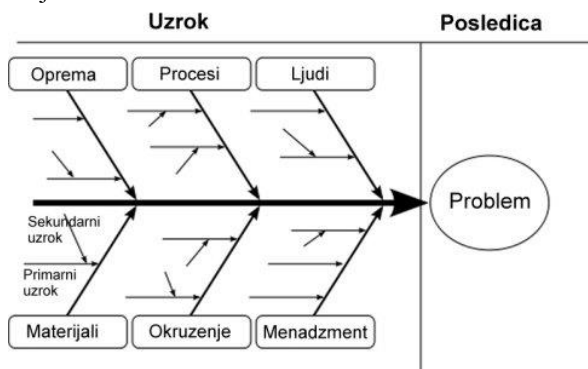 Uzrok
Posledica
Oprema
Procesi
Ljudi
Problem
Sekundarni
uzrok
Primarni
uzrok
Materijali
Okruzenje
Menadzment